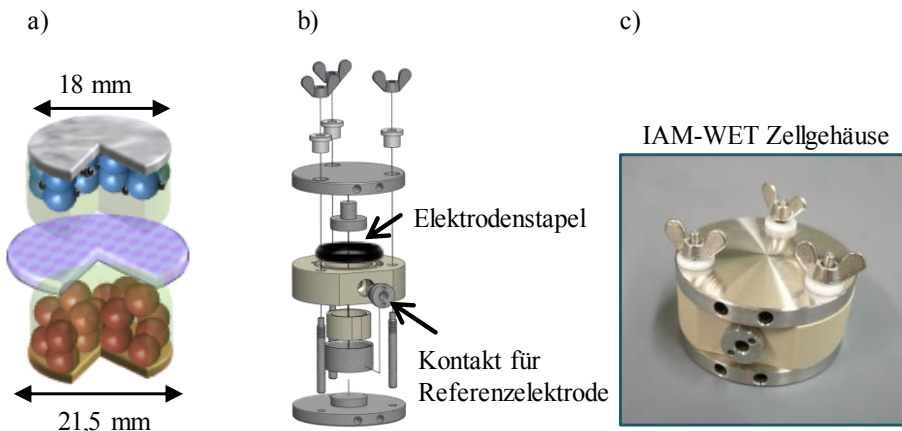 a)
18 mm
21,5 mm
b)
Elektrodenstapel
Kontakt für
Referenzelektrode
c)
IAM-WET Zellgehäuse